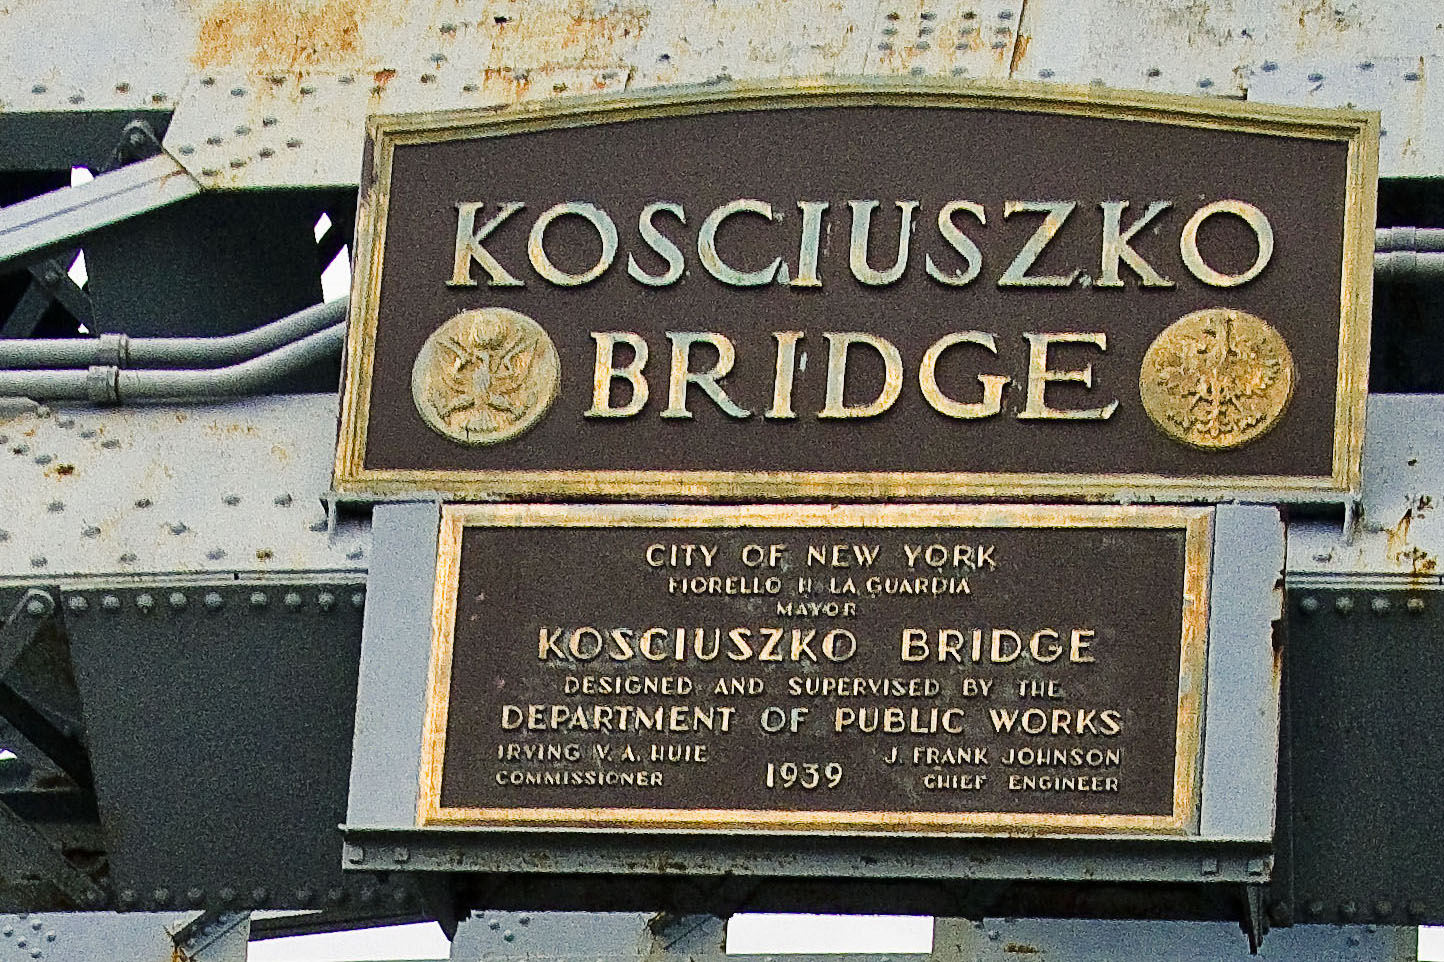 KOSCIUSZKO
BRIDGE
CITY OF NEW YORK
FIORELLO H. LA GUARDIA
MAYOR
KOSCIUSZKO BRIDGE
DESIGNED AND SUPERVISED BY THE
DEPARTMENT OF PUBLIC WORKS
IRVING V. A. HUIE J. FRANK JOHNSON
COMMISSIONER 1939 CHIEF ENGINEER